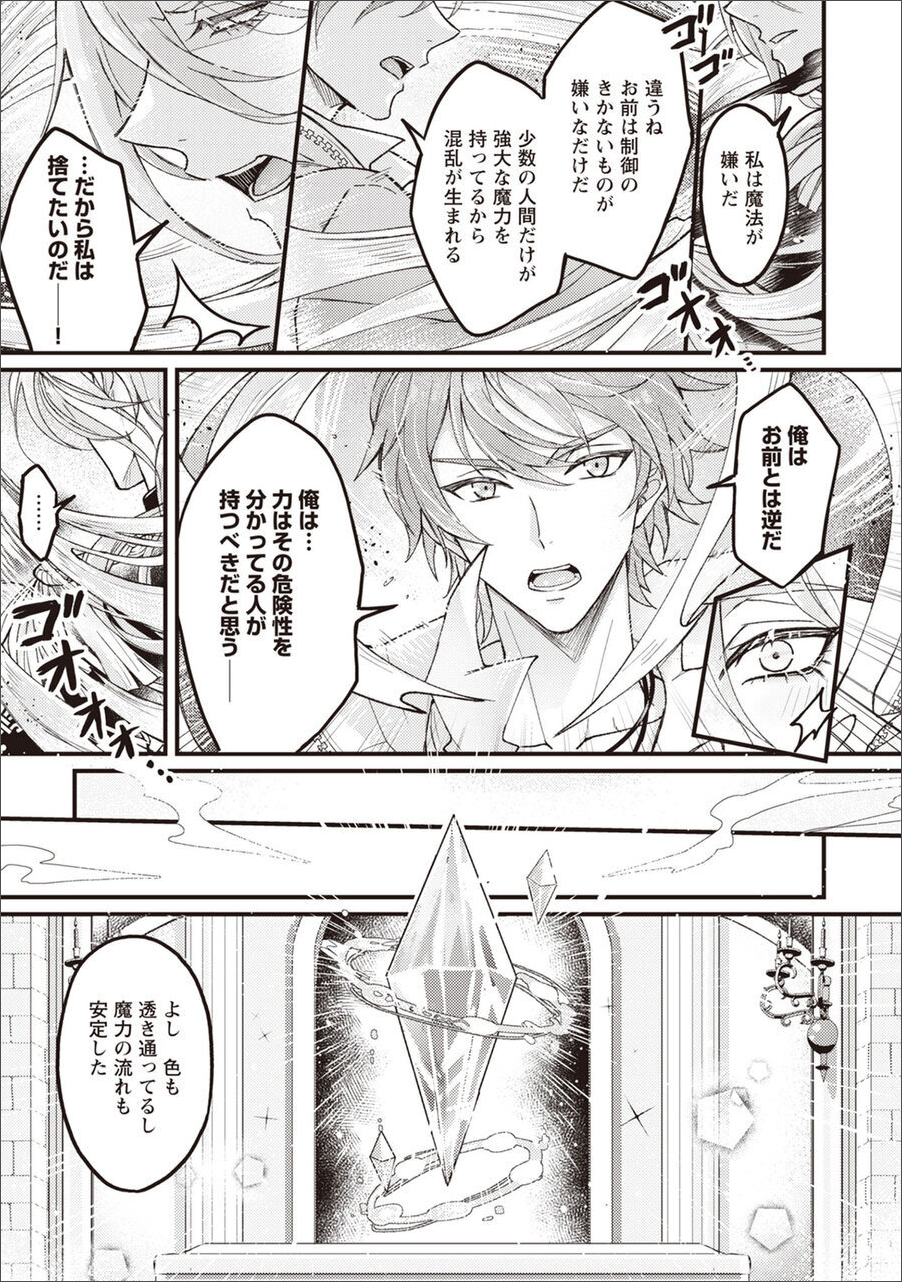 ゴゴ
私は魔法が
嫌いだ
違うね
お前は制御の
きかないものが
嫌いなだけだ
少数の人間だけが
強大な魔力を
持ってるから
混乱が生まれる
ゴゴ…
…だから私は
捨てたいのだ
――！
俺は
お前とは逆だ
俺は…
力はその危険性を
分かってる人が
持つべきだと思う――
……
ゴオオオ…
よし 色も
透き通ってるし
魔力の流れも
安定した